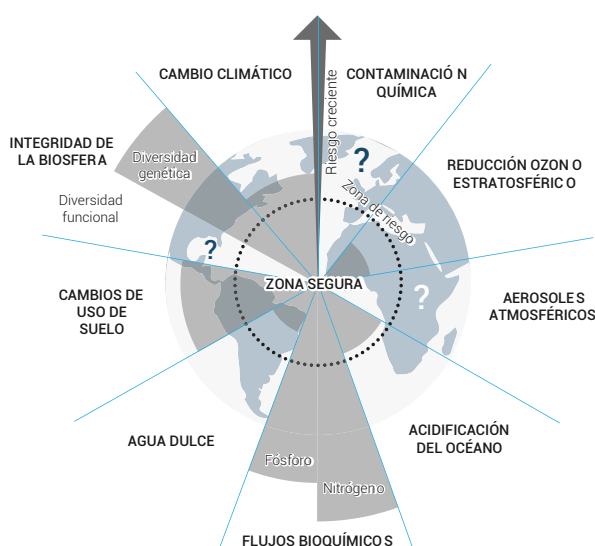 CAMBIO CLIMÁTICO
CONTAMINACIÓ N
QUÍMICA
Riesgo creciente
?
INTEGRIDAD DE
LA BIOSFERA
Diversidad
genética
REDUCCIÓN OZON O
ESTRATOSFÉRIC O
Zona de riesgo
Diversidad
funcional
?
ZONA SEGURA
?
CAMBIOS DE
USO DE
SUELO
AEROSOLE S
ATMOSFÉRICOS
AGUA DULCE
ACIDIFICACIÓN
DEL OCÉANO
Fósforo
Nitrógeno
FLUJOS BIOQUÍMICO S